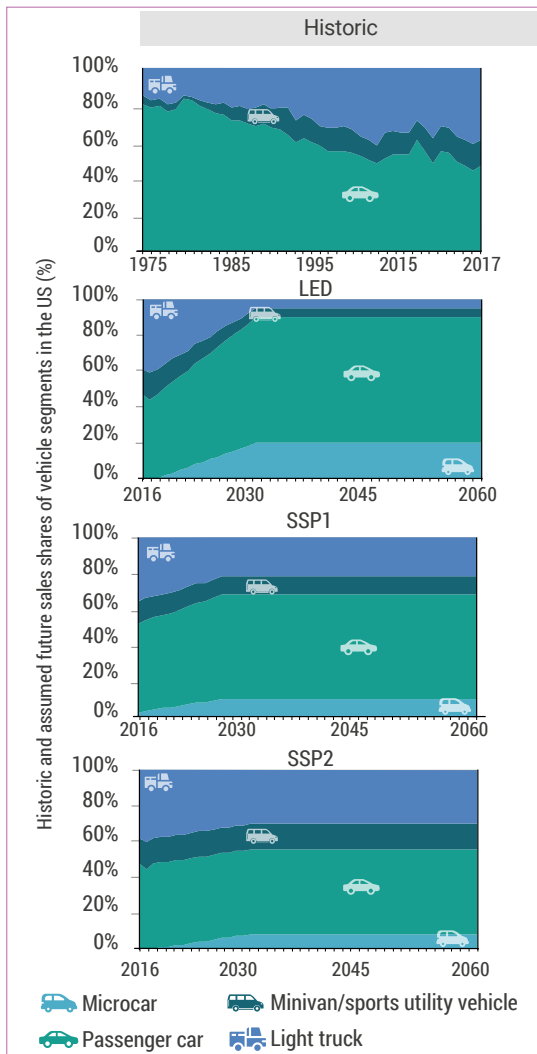 Historic and assumed future sales shares of vehicle segments in the US (%)
Historic
100%
80%
60%
40%
20%
0%
1975 1985 1995 2015 2017
LED
100%
80%
60%
40%
20%
0%
2016 2030 2045 2060
SSP1
100%
80%
60%
40%
20%
0%
2016 2030 2045 2060
SSP2
100%
80%
60%
40%
20%
0%
2016 2030 2045 2060
Microcar Minivan/sports utility vehicle
Passenger car Light truck